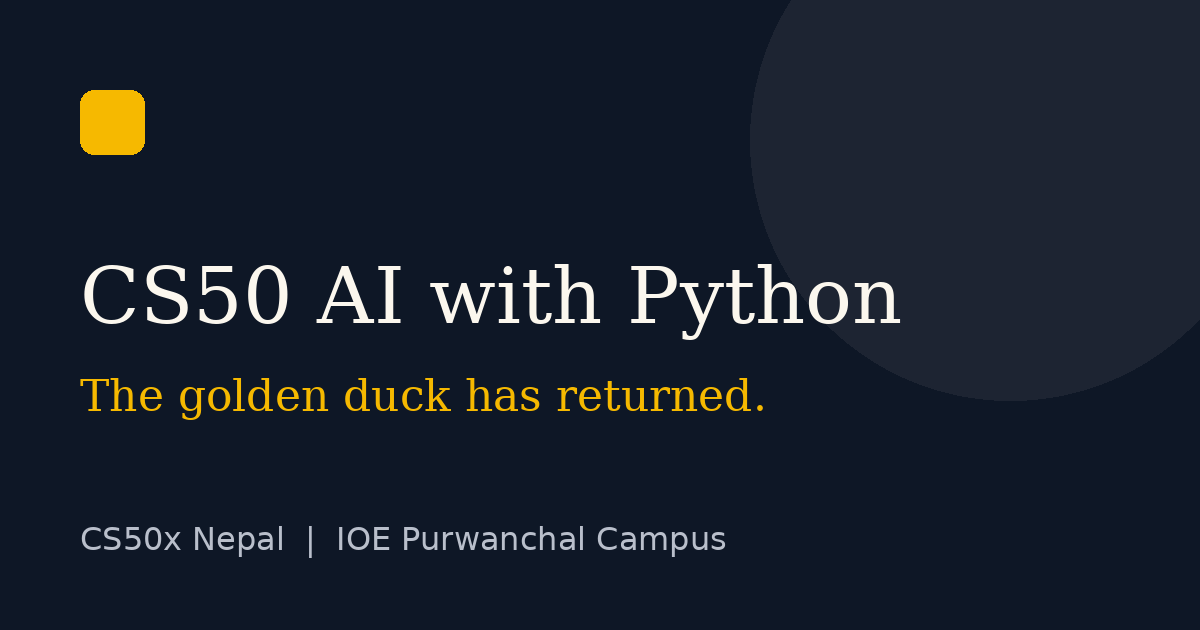 CS50 AI with Python
The golden duck has returned.
CS50x Nepal | IOE Purwanchal Campus